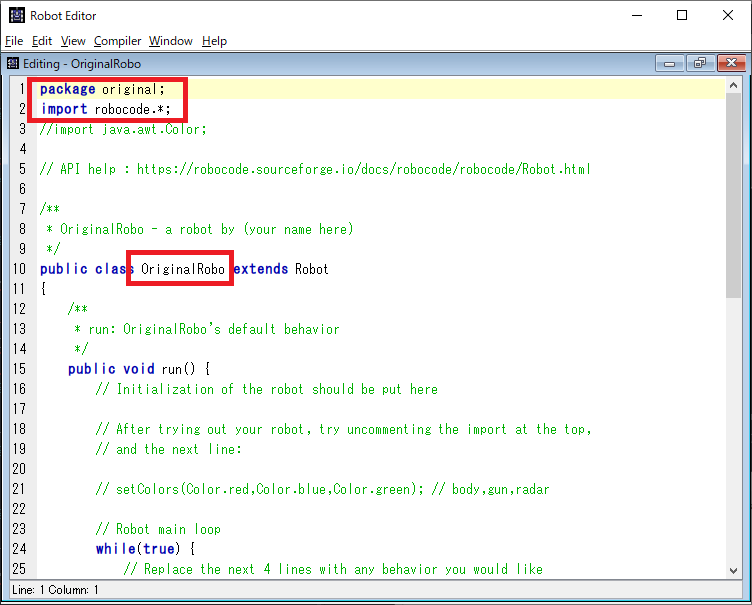 Robot Editor
File Edit View Compiler Window Help
Editing - OriginalRobo
1 package original;
2 import robocode.*;
3 //import java.awt.Color;
4
5 // API help : https://robocode.sourceforge.io/docs/robocode/robocode/Robot.html
6
7 /**
8  * OriginalRobo - a robot by (your name here)
9  */
10 public class OriginalRobo extends Robot
11 {
12     /**
13      * run: OriginalRobo's default behavior
14      */
15     public void run() {
16         // Initialization of the robot should be put here
17
18         // After trying out your robot, try uncommenting the import at the top,
19         // and the next line:
20
21         // setColors(Color.red,Color.blue,Color.green); // body,gun,radar
22
23         // Robot main loop
24         while(true) {
25             // Replace the next 4 lines with any behavior you would like
Line: 1 Column: 1